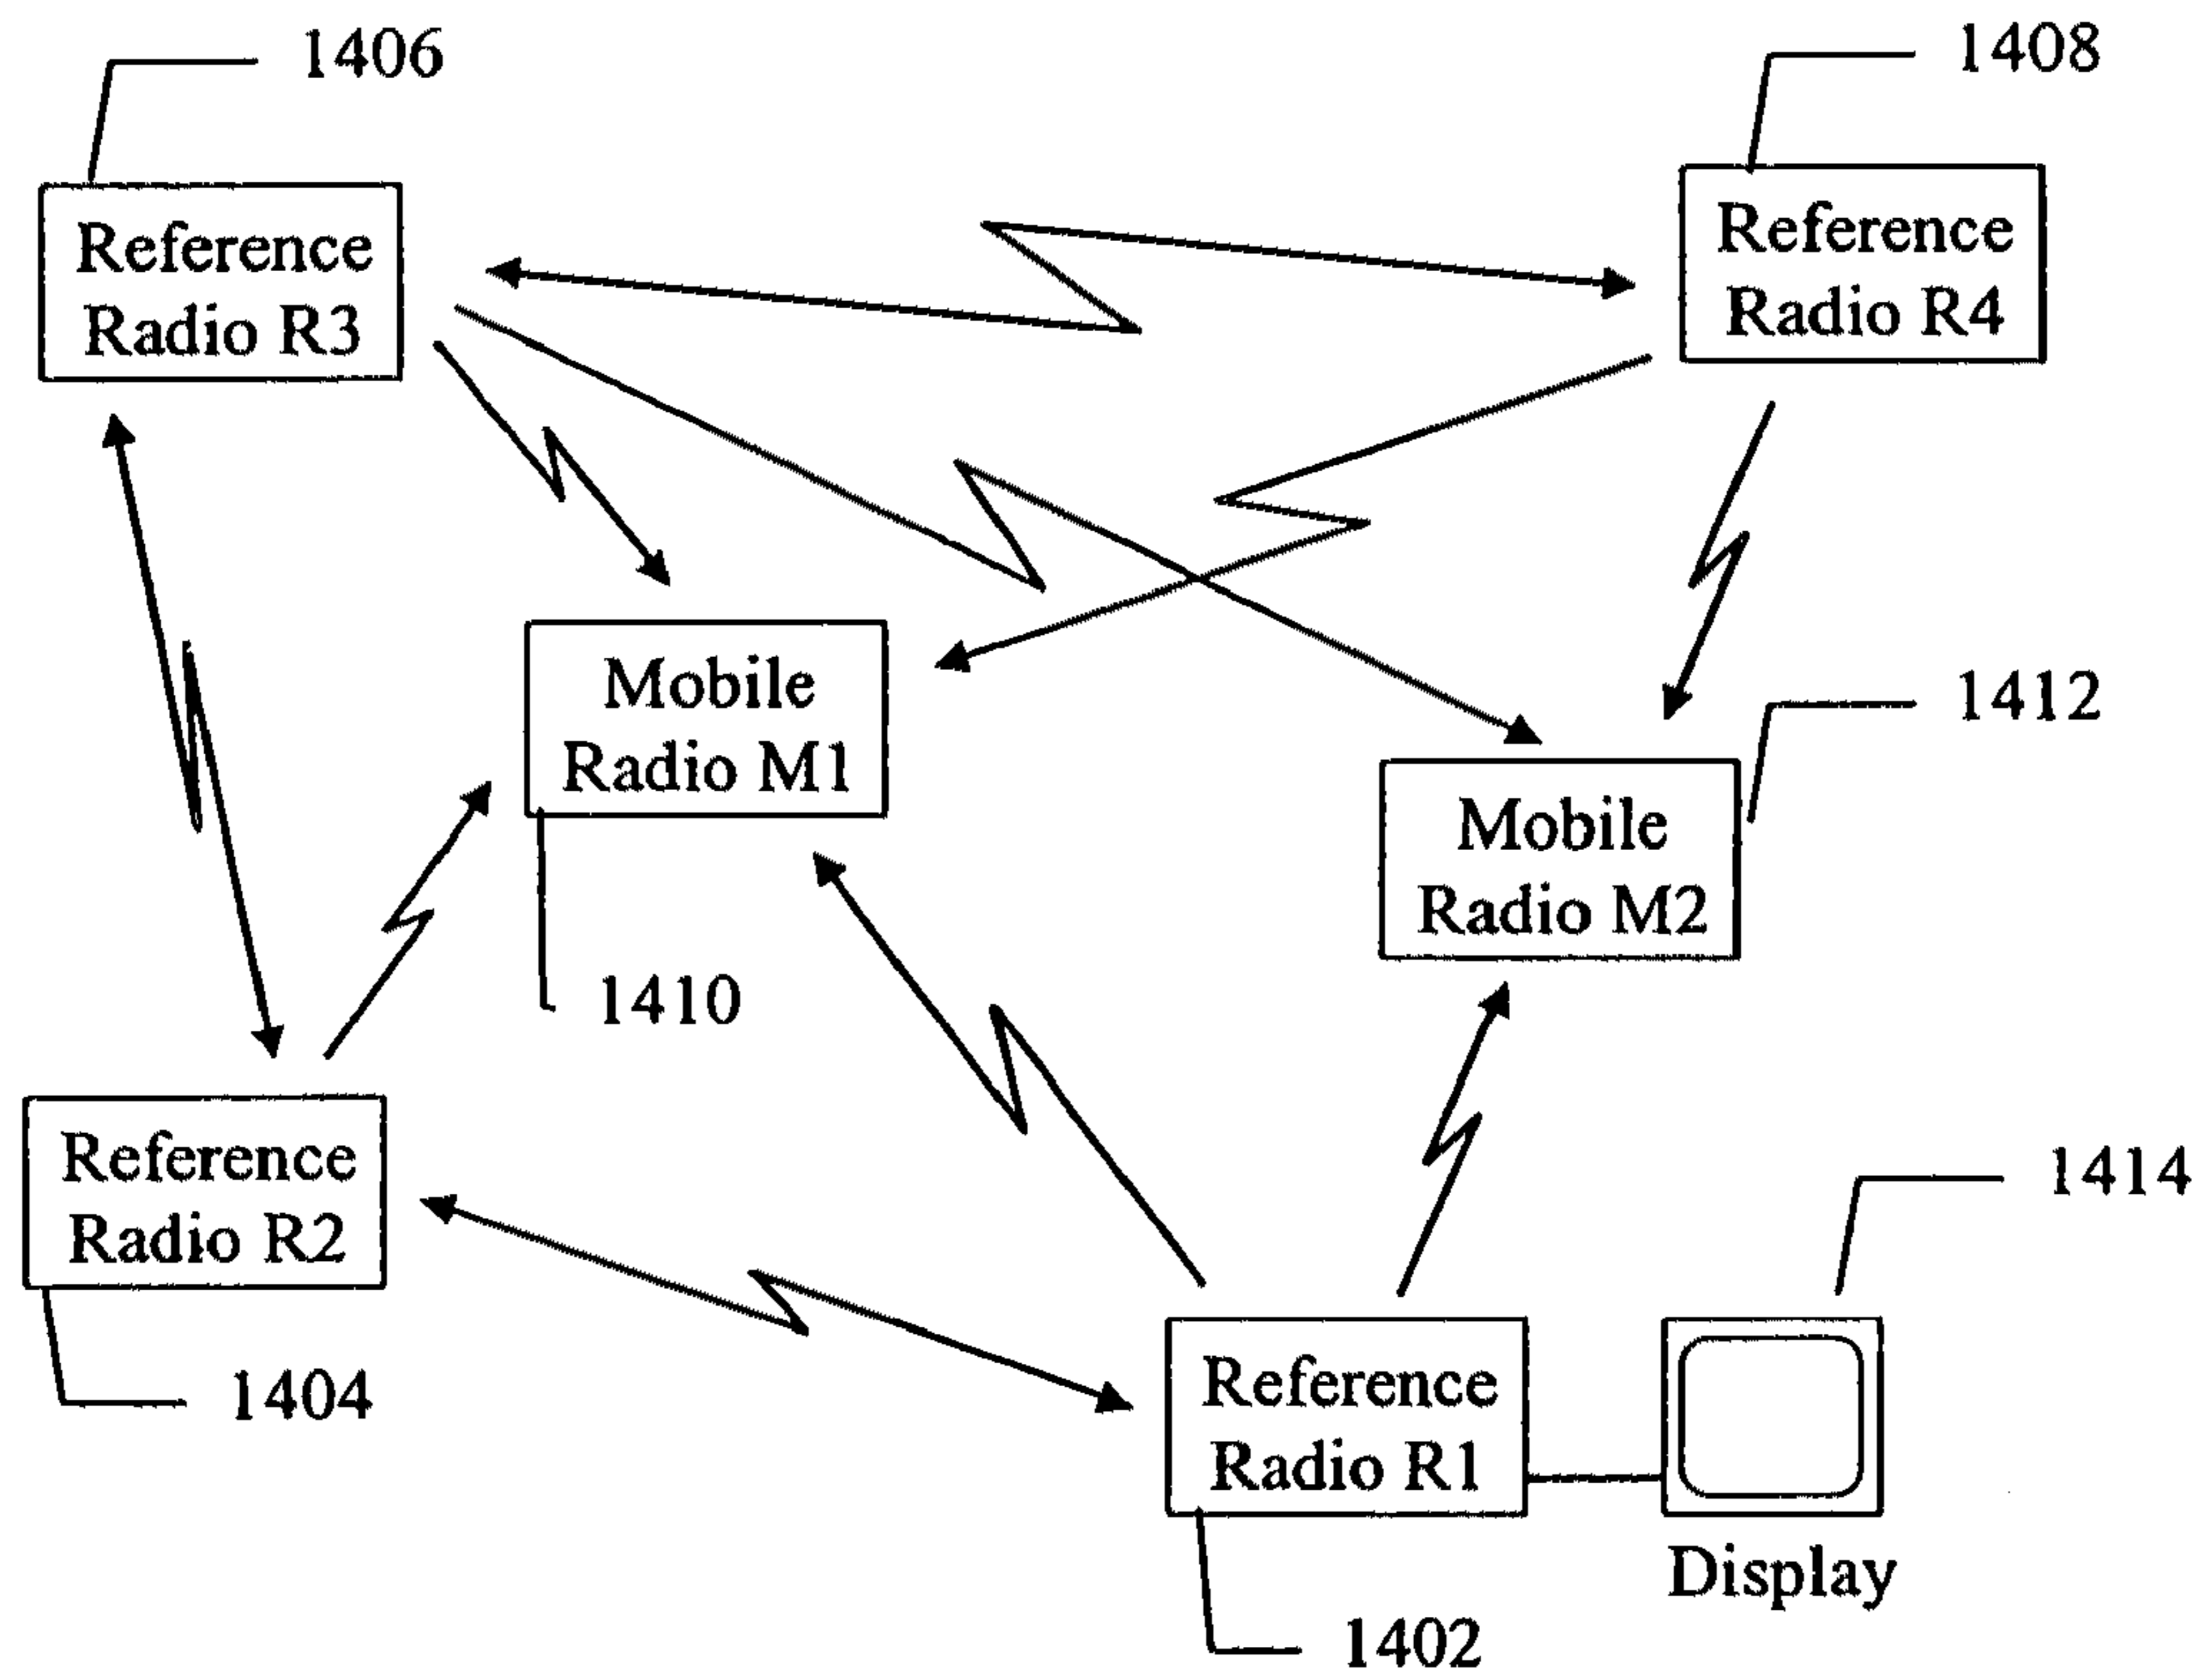 1406
1408
Reference
Radio R3
Reference
Radio R4
Mobile
Radio M1
1412
Mobile
Radio M2
1410
Reference
Radio R2
1414
1404
Reference
Radio R1
Display
1402